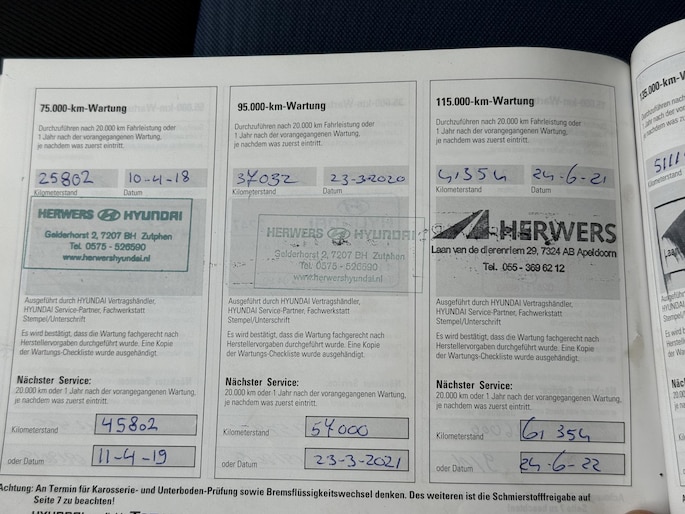 75.000-km-Wartung
Durchzuführen nach 20.000 km Fahrleistung oder
1 Jahr nach der vorangegangenen Wartung,
je nachdem was zuerst eintritt.
25802 10-4-18
Kilometerstand Datum
HERWERS HYUNDAI
Gelderhorst 2, 7207 BH Zutphen
Tel. 0575 - 526590
www.herwershyundai.nl
Ausgeführt durch HYUNDAI Vertragshändler,
HYUNDAI Service-Partner, Fachwerkstatt
Stempel/Unterschrift
Es wird bestätigt, dass die Wartung fachgerecht nach
Herstellervorgaben durchgeführt wurde. Eine Kopie
der Wartungs-Checkliste wurde ausgehändigt.
Nächster Service:
20.000 km oder 1 Jahr nach der vorangegangenen Wartung,
je nachdem was zuerst eintritt.
Kilometerstand 45802
oder Datum 11-4-19
95.000-km-Wartung
Durchzuführen nach 20.000 km Fahrleistung oder
1 Jahr nach der vorangegangenen Wartung,
je nachdem was zuerst eintritt.
37032 23-3-2020
Kilometerstand Datum
HERWERS HYUNDAI
Gelderhorst 2, 7207 BH Zutphen
Tel. 0575 - 526590
www.herwershyundai.nl
Ausgeführt durch HYUNDAI Vertragshändler,
HYUNDAI Service-Partner, Fachwerkstatt
Stempel/Unterschrift
Es wird bestätigt, dass die Wartung fachgerecht nach
Herstellervorgaben durchgeführt wurde. Eine Kopie
der Wartungs-Checkliste wurde ausgehändigt.
Nächster Service:
20.000 km oder 1 Jahr nach der vorangegangenen Wartung,
je nachdem was zuerst eintritt.
Kilometerstand 57000
oder Datum 23-3-2021
115.000-km-Wartung
Durchzuführen nach 20.000 km Fahrleistung oder
1 Jahr nach der vorangegangenen Wartung,
je nachdem was zuerst eintritt.
41354 24-6-21
Kilometerstand Datum
HERWERS
Laan van de dierenriem 29, 7324 AB Apeldoorn
Tel. 055 - 369 62 12
Ausgeführt durch HYUNDAI Vertragshändler,
HYUNDAI Service-Partner, Fachwerkstatt
Stempel/Unterschrift
Es wird bestätigt, dass die Wartung fachgerecht nach
Herstellervorgaben durchgeführt wurde. Eine Kopie
der Wartungs-Checkliste wurde ausgehändigt.
Nächster Service:
20.000 km oder 1 Jahr nach der vorangegangenen Wartung,
je nachdem was zuerst eintritt.
Kilometerstand 61354
oder Datum 24-6-22
Achtung: An Termin für Karosserie- und Unterboden-Prüfung sowie Bremsflüssigkeitswechsel denken. Des weiteren ist die Schmierstofffreigabe auf
Seite 7 zu beachten!
135.000-km-Wa